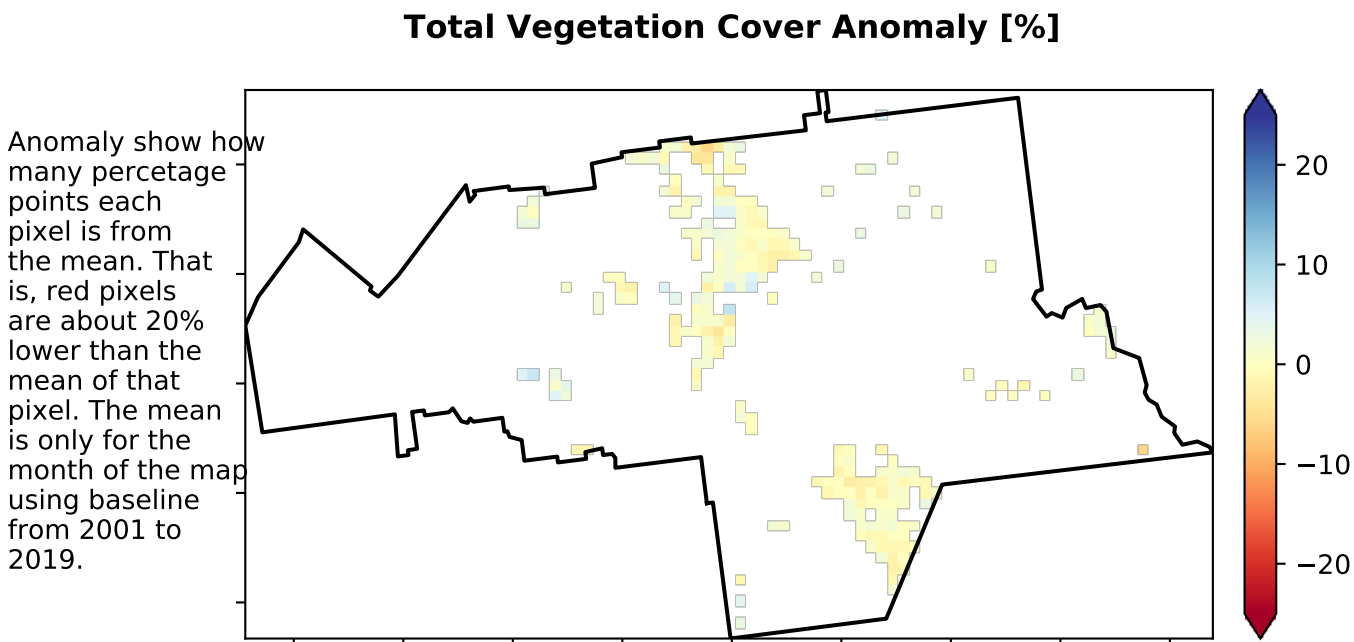 Total Vegetation Cover Anomaly [%]
Anomaly show how
many percetage
points each
pixel is from
the mean. That
is, red pixels
are about 20%
lower than the
mean of that
pixel. The mean
is only for the
month of the map
using baseline
from 2001 to
2019.
20
10
0
−10
−20